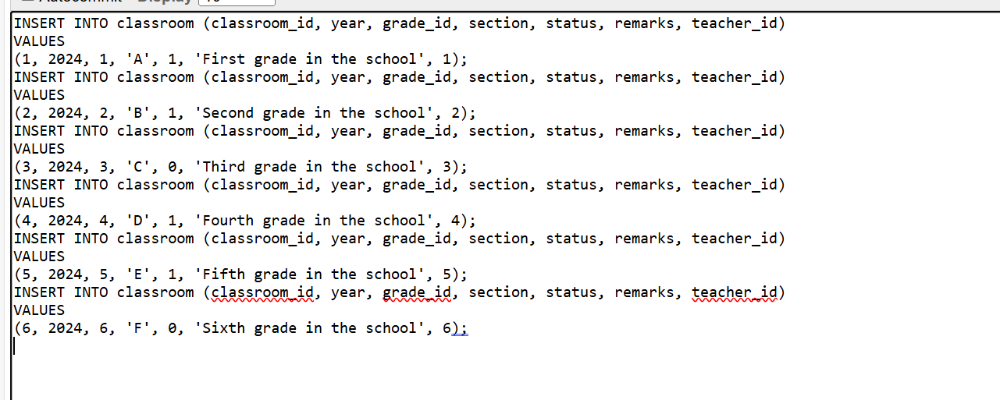 Autocommit Display 10
INSERT INTO classroom (classroom_id, year, grade_id, section, status, remarks, teacher_id)
VALUES
(1, 2024, 1, 'A', 1, 'First grade in the school', 1);
INSERT INTO classroom (classroom_id, year, grade_id, section, status, remarks, teacher_id)
VALUES
(2, 2024, 2, 'B', 1, 'Second grade in the school', 2);
INSERT INTO classroom (classroom_id, year, grade_id, section, status, remarks, teacher_id)
VALUES
(3, 2024, 3, 'C', 0, 'Third grade in the school', 3);
INSERT INTO classroom (classroom_id, year, grade_id, section, status, remarks, teacher_id)
VALUES
(4, 2024, 4, 'D', 1, 'Fourth grade in the school', 4);
INSERT INTO classroom (classroom_id, year, grade_id, section, status, remarks, teacher_id)
VALUES
(5, 2024, 5, 'E', 1, 'Fifth grade in the school', 5);
INSERT INTO classroom (classroom_id, year, grade_id, section, status, remarks, teacher_id)
VALUES
(6, 2024, 6, 'F', 0, 'Sixth grade in the school', 6);